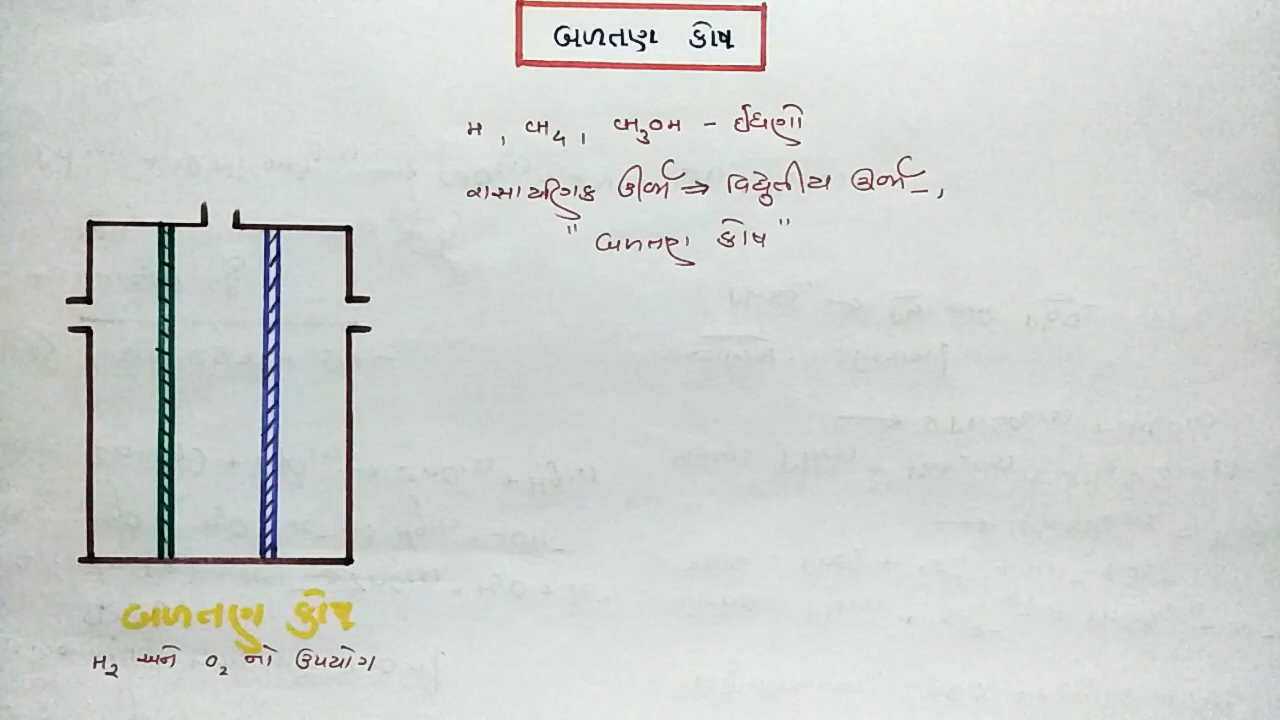 બળતણ કોષ
H, CH4, CH3OH - ઈંધણો
રાસાયણિક ઊર્જા ⇒ વિદ્યુતીય ઊર્જા,
"બળતણ કોષ"
બળતણ કોષ
H2 અને O2 નો ઉપયોગ